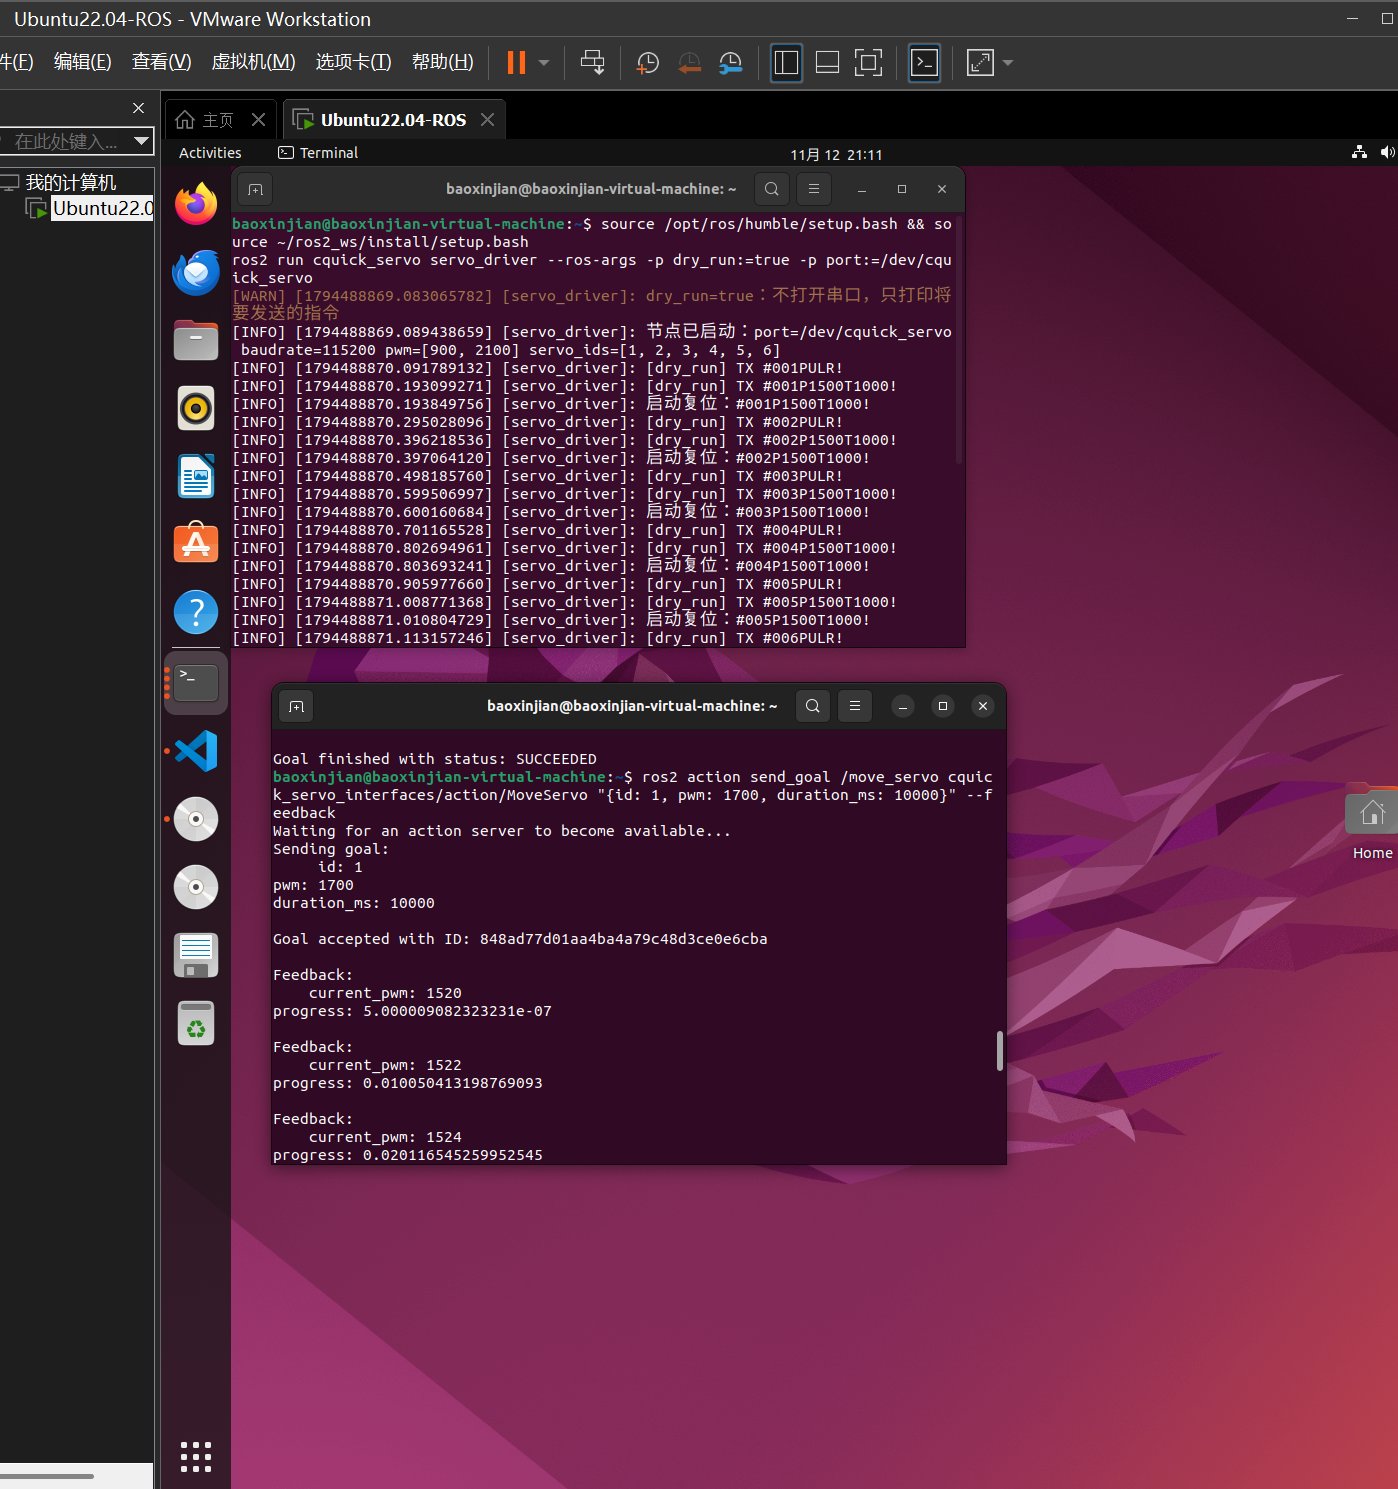 Ubuntu22.04-ROS - VMware Workstation
件(F) 编辑(E) 查看(V) 虚拟机(M) 选项卡(T) 帮助(H)
在此处键入...
我的计算机
Ubuntu22.0
主页
Ubuntu22.04-ROS
Activities
Terminal
11月 12 21:11
baoxinjian@baoxinjian-virtual-machine: ~
baoxinjian@baoxinjian-virtual-machine:~$ source /opt/ros/humble/setup.bash && so
urce ~/ros2_ws/install/setup.bash
ros2 run cquick_servo servo_driver --ros-args -p dry_run:=true -p port:=/dev/cqu
ick_servo
[WARN] [1794488869.083065782] [servo_driver]: dry_run=true：不打开串口，只打印将
要发送的指令
[INFO] [1794488869.089438659] [servo_driver]: 节点已启动：port=/dev/cquick_servo
baudrate=115200 pwm=[900, 2100] servo_ids=[1, 2, 3, 4, 5, 6]
[INFO] [1794488870.091789132] [servo_driver]: [dry_run] TX #001PULR!
[INFO] [1794488870.193099271] [servo_driver]: [dry_run] TX #001P1500T1000!
[INFO] [1794488870.193849756] [servo_driver]: 启动复位：#001P1500T1000!
[INFO] [1794488870.295028096] [servo_driver]: [dry_run] TX #002PULR!
[INFO] [1794488870.396218536] [servo_driver]: [dry_run] TX #002P1500T1000!
[INFO] [1794488870.397064120] [servo_driver]: 启动复位：#002P1500T1000!
[INFO] [1794488870.498185760] [servo_driver]: [dry_run] TX #003PULR!
[INFO] [1794488870.599506997] [servo_driver]: [dry_run] TX #003P1500T1000!
[INFO] [1794488870.600160684] [servo_driver]: 启动复位：#003P1500T1000!
[INFO] [1794488870.701165528] [servo_driver]: [dry_run] TX #004PULR!
[INFO] [1794488870.802694961] [servo_driver]: [dry_run] TX #004P1500T1000!
[INFO] [1794488870.803693241] [servo_driver]: 启动复位：#004P1500T1000!
[INFO] [1794488870.905977660] [servo_driver]: [dry_run] TX #005PULR!
[INFO] [1794488871.008771368] [servo_driver]: [dry_run] TX #005P1500T1000!
[INFO] [1794488871.010804729] [servo_driver]: 启动复位：#005P1500T1000!
[INFO] [1794488871.113157246] [servo_driver]: [dry_run] TX #006PULR!
baoxinjian@baoxinjian-virtual-machine: ~
Goal finished with status: SUCCEEDED
baoxinjian@baoxinjian-virtual-machine:~$ ros2 action send_goal /move_servo cquic
k_servo_interfaces/action/MoveServo "{id: 1, pwm: 1700, duration_ms: 10000}" --f
eedback
Waiting for an action server to become available...
Sending goal:
id: 1
pwm: 1700
duration_ms: 10000
Goal accepted with ID: 848ad77d01aa4ba4a79c48d3ce0e6cba
Feedback:
current_pwm: 1520
progress: 5.000009082323231e-07
Feedback:
current_pwm: 1522
progress: 0.010050413198769093
Feedback:
current_pwm: 1524
progress: 0.020116545259952545
Home